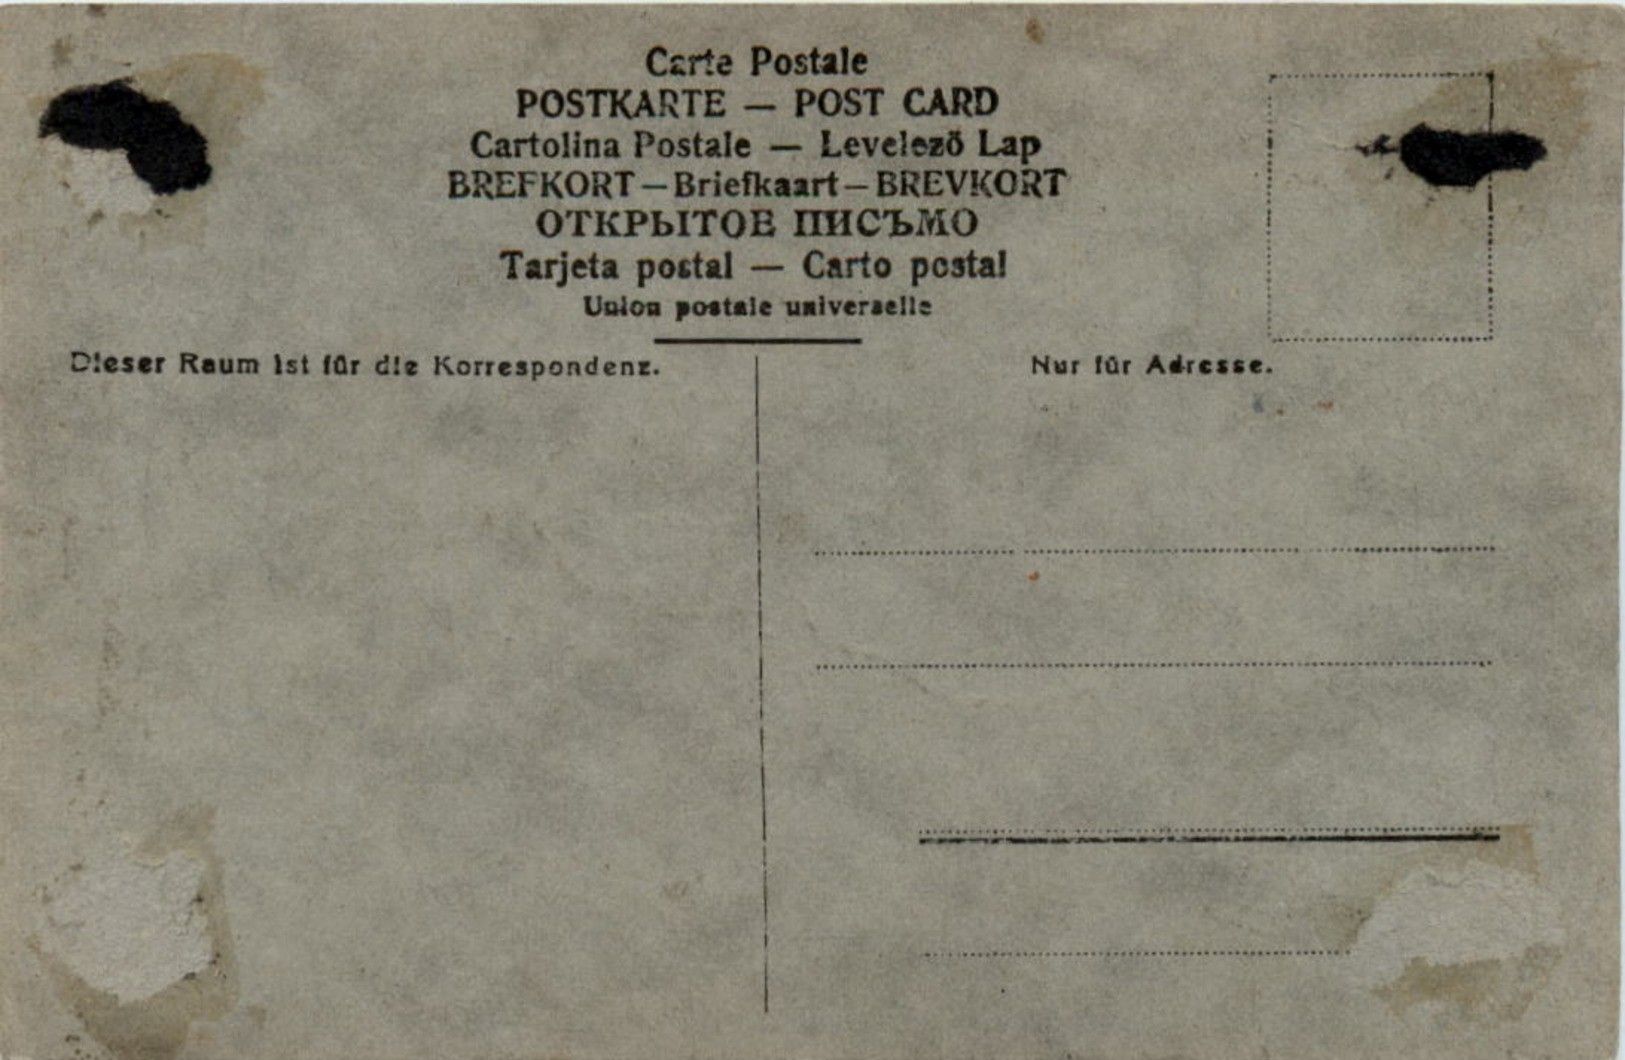 Carte Postale
POSTKARTE — POST CARD
Cartolina Postale — Levelező Lap
BREFKORT — Briefkaart — BREVKORT
ОТКРЫТОЕ ПИСЬМО
Tarjeta postal — Carto postal
Union postale universelle
Dieser Raum ist für die Korrespondenz.
Nur für Adresse.